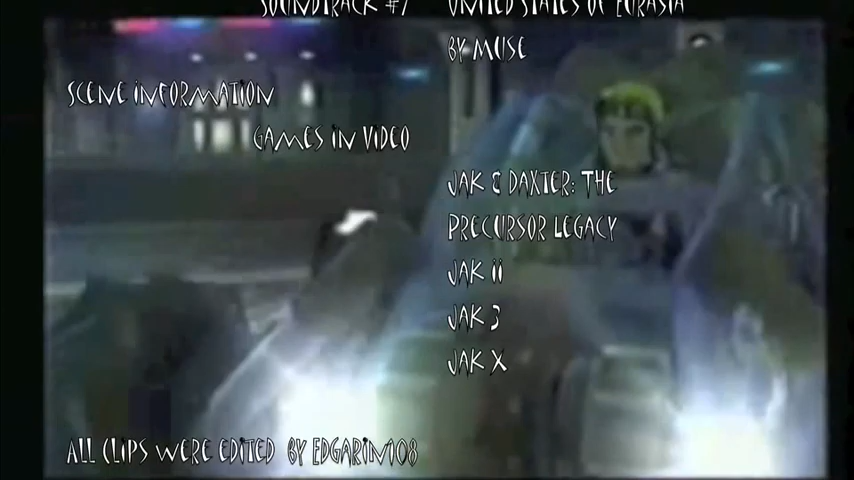 SOUNDTRACK #7 UNITED STATES OF EURASIA
BY MUSE
SCENE INFORMATION
GAMES IN VIDEO
JAK & DAXTER: THE
PRECURSOR LEGACY
JAK II
JAK 3
JAK X
ALL CLIPS WERE EDITED BY EDGARIN108